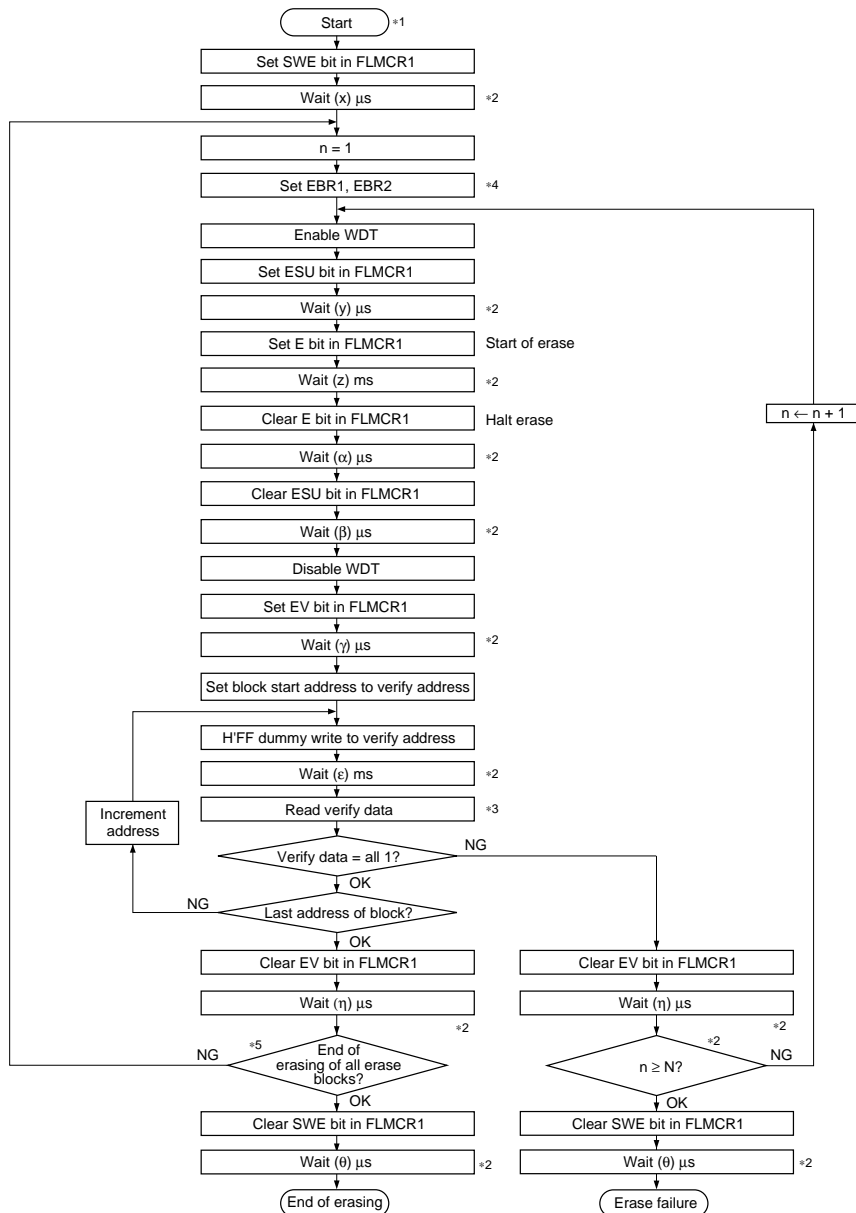 Start *1
Set SWE bit in FLMCR1
Wait (x) μs *2
n = 1
Set EBR1, EBR2 *4
Enable WDT
Set ESU bit in FLMCR1
Wait (y) μs *2
Set E bit in FLMCR1 Start of erase
Wait (z) ms *2
n ← n + 1
Clear E bit in FLMCR1 Halt erase
Wait (α) μs *2
Clear ESU bit in FLMCR1
Wait (β) μs *2
Disable WDT
Set EV bit in FLMCR1
Wait (γ) μs *2
Set block start address to verify address
H'FF dummy write to verify address
Wait (ε) ms *2
Increment
address
Read verify data *3
Verify data = all 1? NG
OK
NG Last address of block?
OK
Clear EV bit in FLMCR1
Wait (η) μs
*2
NG *5
End of
erasing of all erase
blocks?
OK
Clear SWE bit in FLMCR1
Wait (θ) μs *2
End of erasing
Clear EV bit in FLMCR1
Wait (η) μs
*2
*2
n ≥ N? NG
OK
Clear SWE bit in FLMCR1
Wait (θ) μs *2
Erase failure